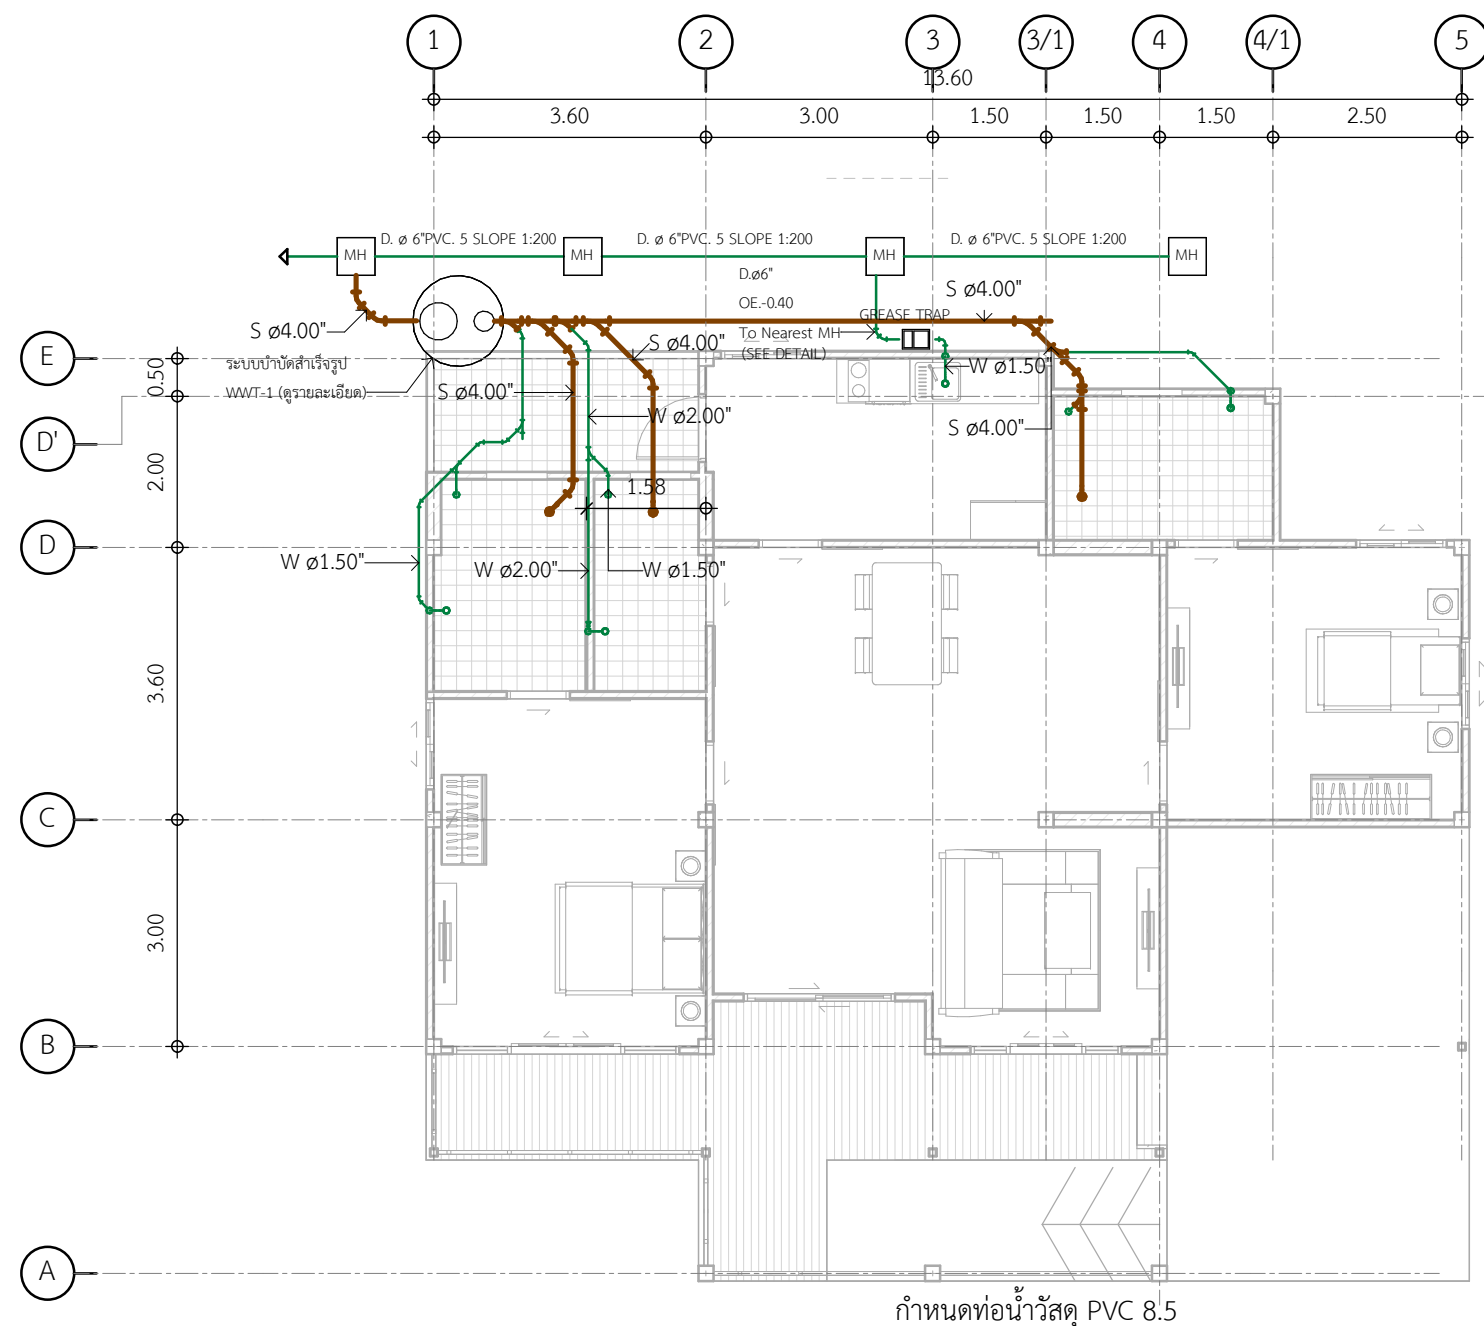 1 2 3 3/1 4 4/1 5
13.60
3.60 3.00 1.50 1.50 1.50 2.50
D. ø 6"PVC. 5 SLOPE 1:200 D. ø 6"PVC. 5 SLOPE 1:200 D. ø 6"PVC. 5 SLOPE 1:200
MH MH MH MH
D.ø6"
S ø4.00"
OE.-0.40
GREASE TRAP
S ø4.00"
To Nearest MH
S ø4.00"
(SEE DETAIL)
E
ระบบบำบัดสำเร็จรูป
W ø1.50"
0.50
WWT-1 (ดูรายละเอียด)
S ø4.00"
W ø2.00"
S ø4.00"
D'
2.00
1.58
D
W ø1.50"
W ø2.00"
W ø1.50"
3.60
C
3.00
B
A
กำหนดท่อน้ำวัสดุ PVC 8.5